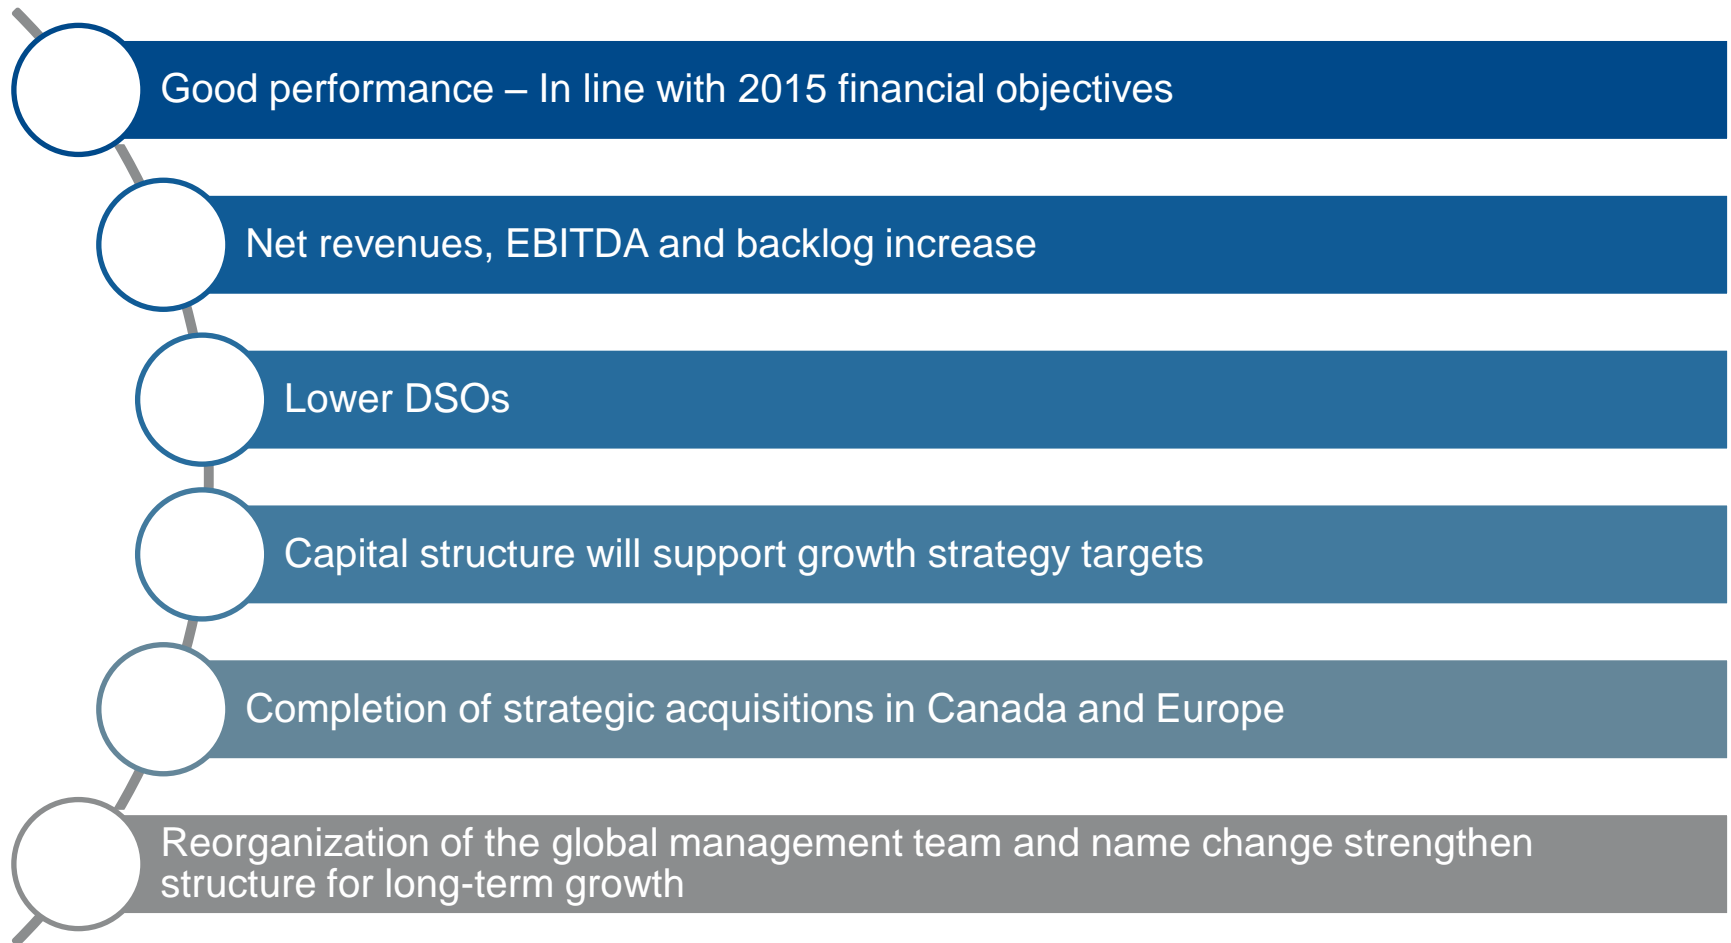 Good performance – In line with 2015 financial objectives
Net revenues, EBITDA and backlog increase
Lower DSOs
Capital structure will support growth strategy targets
Completion of strategic acquisitions in Canada and Europe
Reorganization of the global management team and name change strengthen
structure for long-term growth